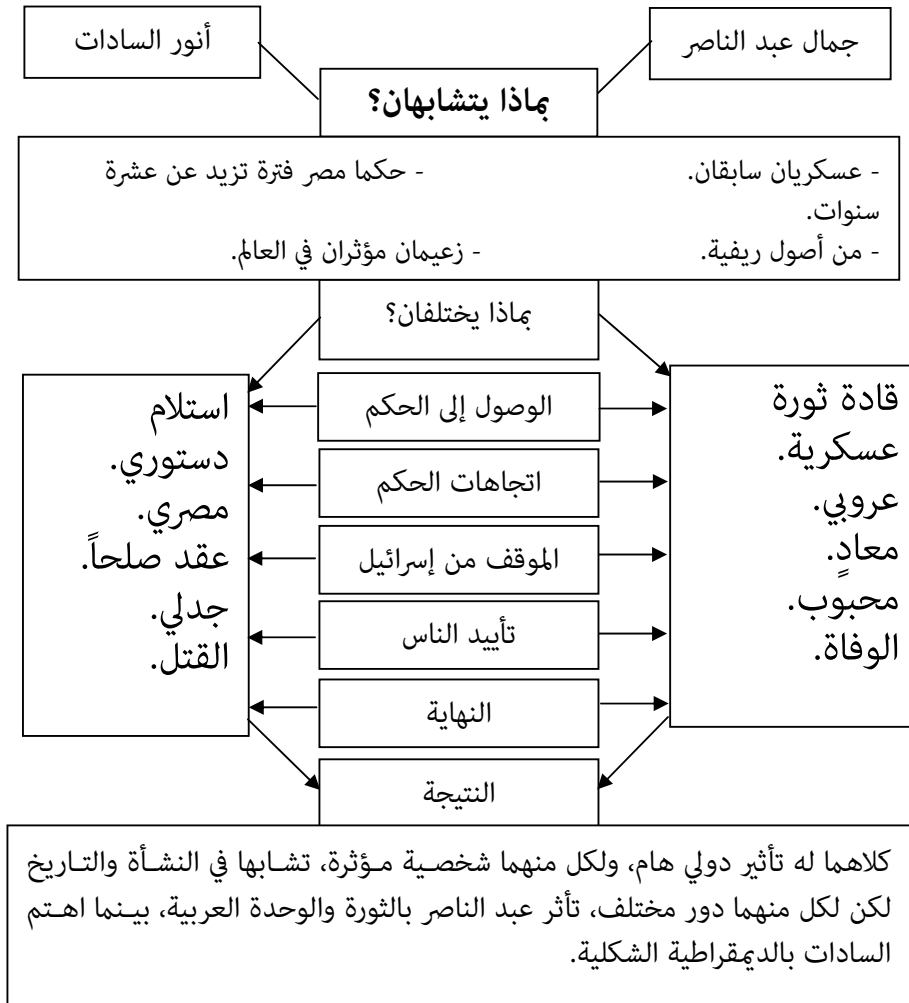 جمال عبد الناصر
أنور السادات
بماذا يتشابهان؟
- عسكريان سابقان. - حكما مصر فترة تزيد عن عشرة
سنوات.
- من أصول ريفية. - زعيمان مؤثران في العالم.
بماذا يختلفان؟
قادة ثورة
عسكرية.
عروبي.
معادٍ.
محبوب.
الوفاة.
الوصول إلى الحكم
اتجاهات الحكم
الموقف من إسرائيل
تأييد الناس
النهاية
استلام
دستوري.
مصري.
عقد صلحاً.
جدلي.
القتل.
النتيجة
كلاهما له تأثير دولي هام، ولكل منهما شخصية مؤثرة، تشابها في النشأة والتاريخ
لكن لكل منهما دور مختلف، تأثر عبد الناصر بالثورة والوحدة العربية، بينما اهتم
السادات بالديمقراطية الشكلية.